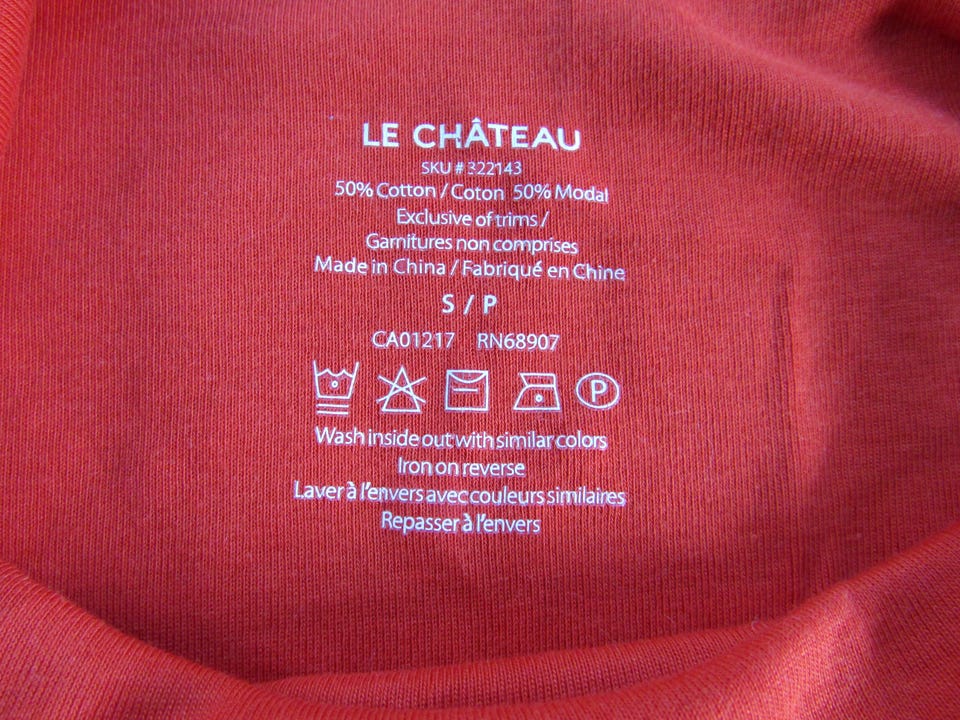 LE CHÂTEAU
SKU # 322143
50% Cotton / Coton 50% Modal
Exclusive of trims /
Garnitures non comprises
Made in China / Fabriqué en Chine
S / P
CA01217 RN68907
P
Wash inside out with similar colors
Iron on reverse
Laver à l'envers avec couleurs similaires
Repasser à l'envers